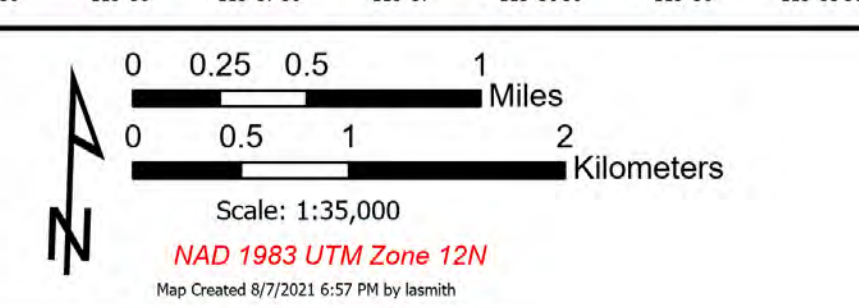 0 0.25 0.5 1
Miles
0 0.5 1 2
Kilometers
Scale: 1:35,000
N
NAD 1983 UTM Zone 12N
Map Created 8/7/2021 6:57 PM by lasmith